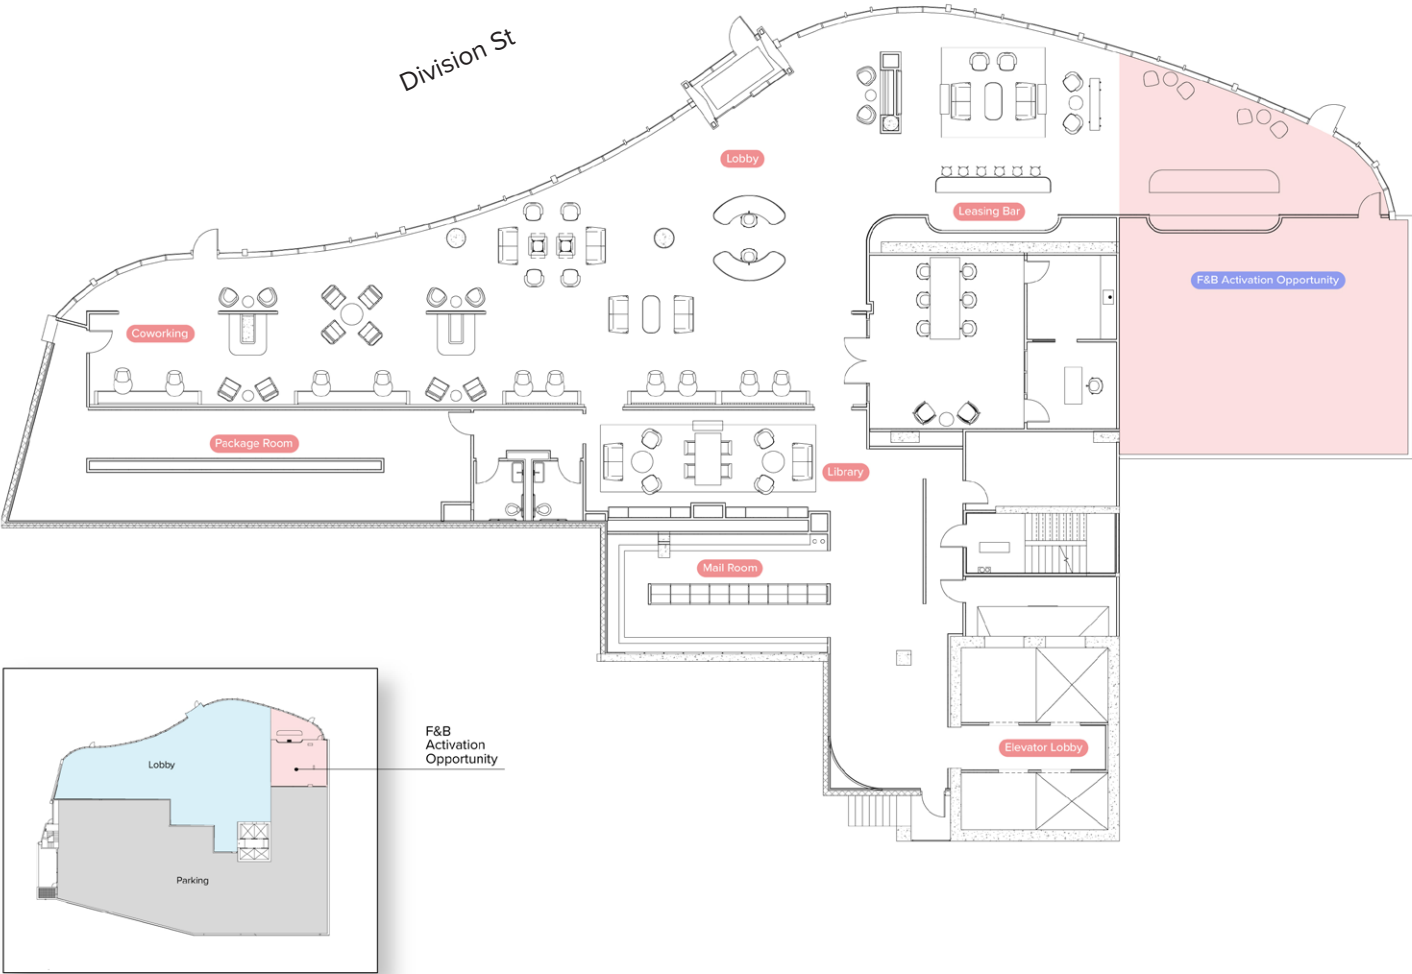 Division St
Lobby
Leasing Bar
F&B Activation Opportunity
Coworking
Package Room
Library
Mail Room
Elevator Lobby
Lobby
Parking
F&B
Activation
Opportunity